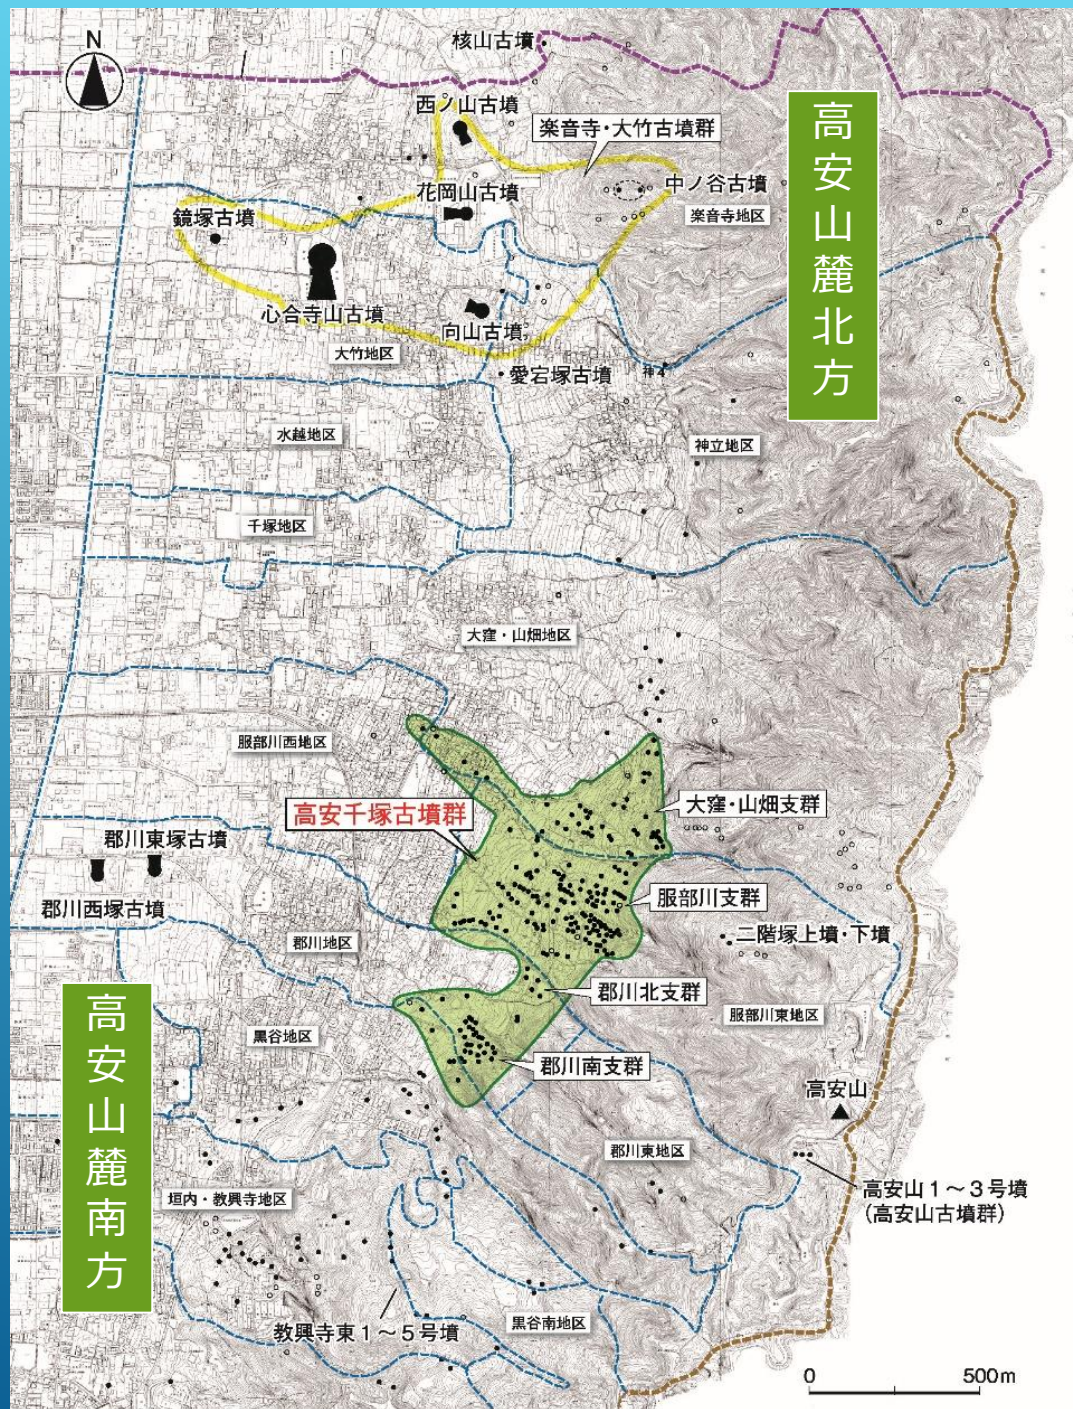 N
核山古墳
西ノ山古墳
楽音寺・大竹古墳群
高安山麓北方
花岡山古墳
中ノ谷古墳
楽音寺地区
鏡塚古墳
心合寺山古墳
向山古墳
大竹地区
愛宕塚古墳
神4
水越地区
神立地区
千塚地区
大窪・山畑地区
服部川西地区
高安千塚古墳群
大窪・山畑支群
郡川東塚古墳
郡川西塚古墳
服部川支群
郡川地区
二階塚上墳・下墳
郡川北支群
高安山麓南方
服部川東地区
黒谷地区
郡川南支群
高安山
郡川東地区
垣内・教興寺地区
高安山1～3号墳
(高安山古墳群)
教興寺東1～5号墳
黒谷南地区
0 500m